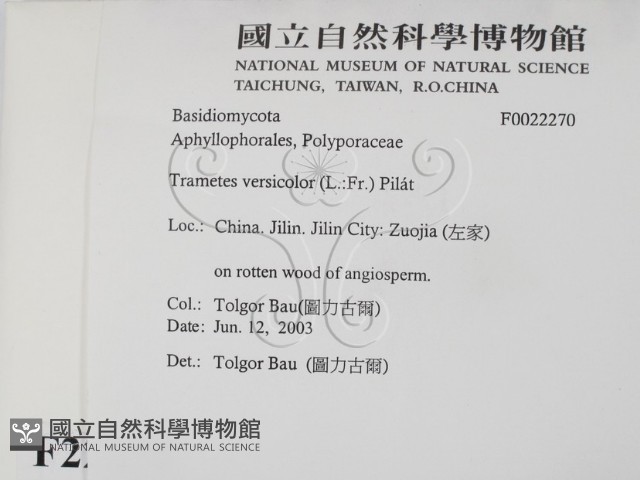 國立自然科學博物館
NATIONAL MUSEUM OF NATURAL SCIENCE
TAICHUNG, TAIWAN, R.O.CHINA
Basidiomycota F0022270
Aphyllophorales, Polyporaceae
Trametes versicolor (L.:Fr.) Pilát
Loc.: China. Jilin. Jilin City: Zuojia (左家)
on rotten wood of angiosperm.
Col.: Tolgor Bau(圖力古爾)
Date: Jun. 12, 2003
Det.: Tolgor Bau (圖力古爾)
國立自然科學博物館
NATIONAL MUSEUM OF NATURAL SCIENCE